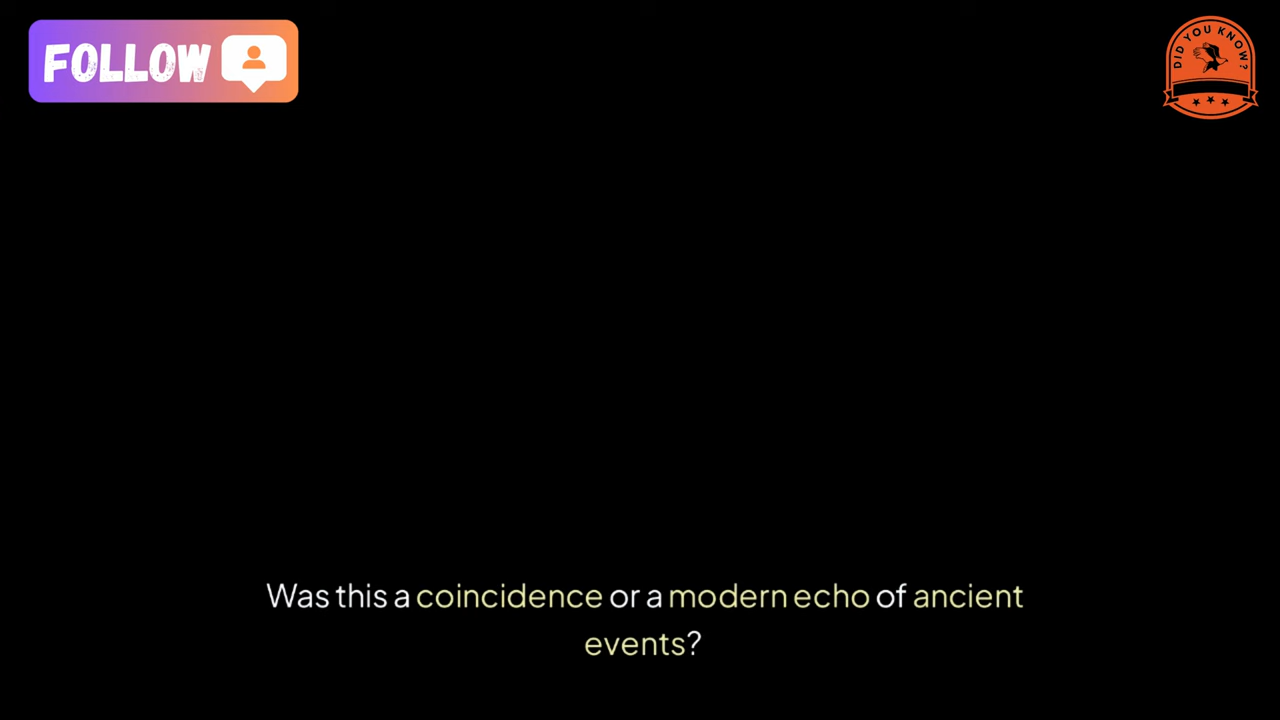 FOLLOW
DID YOU KNOW?
Was this a coincidence or a modern echo of ancient
events?